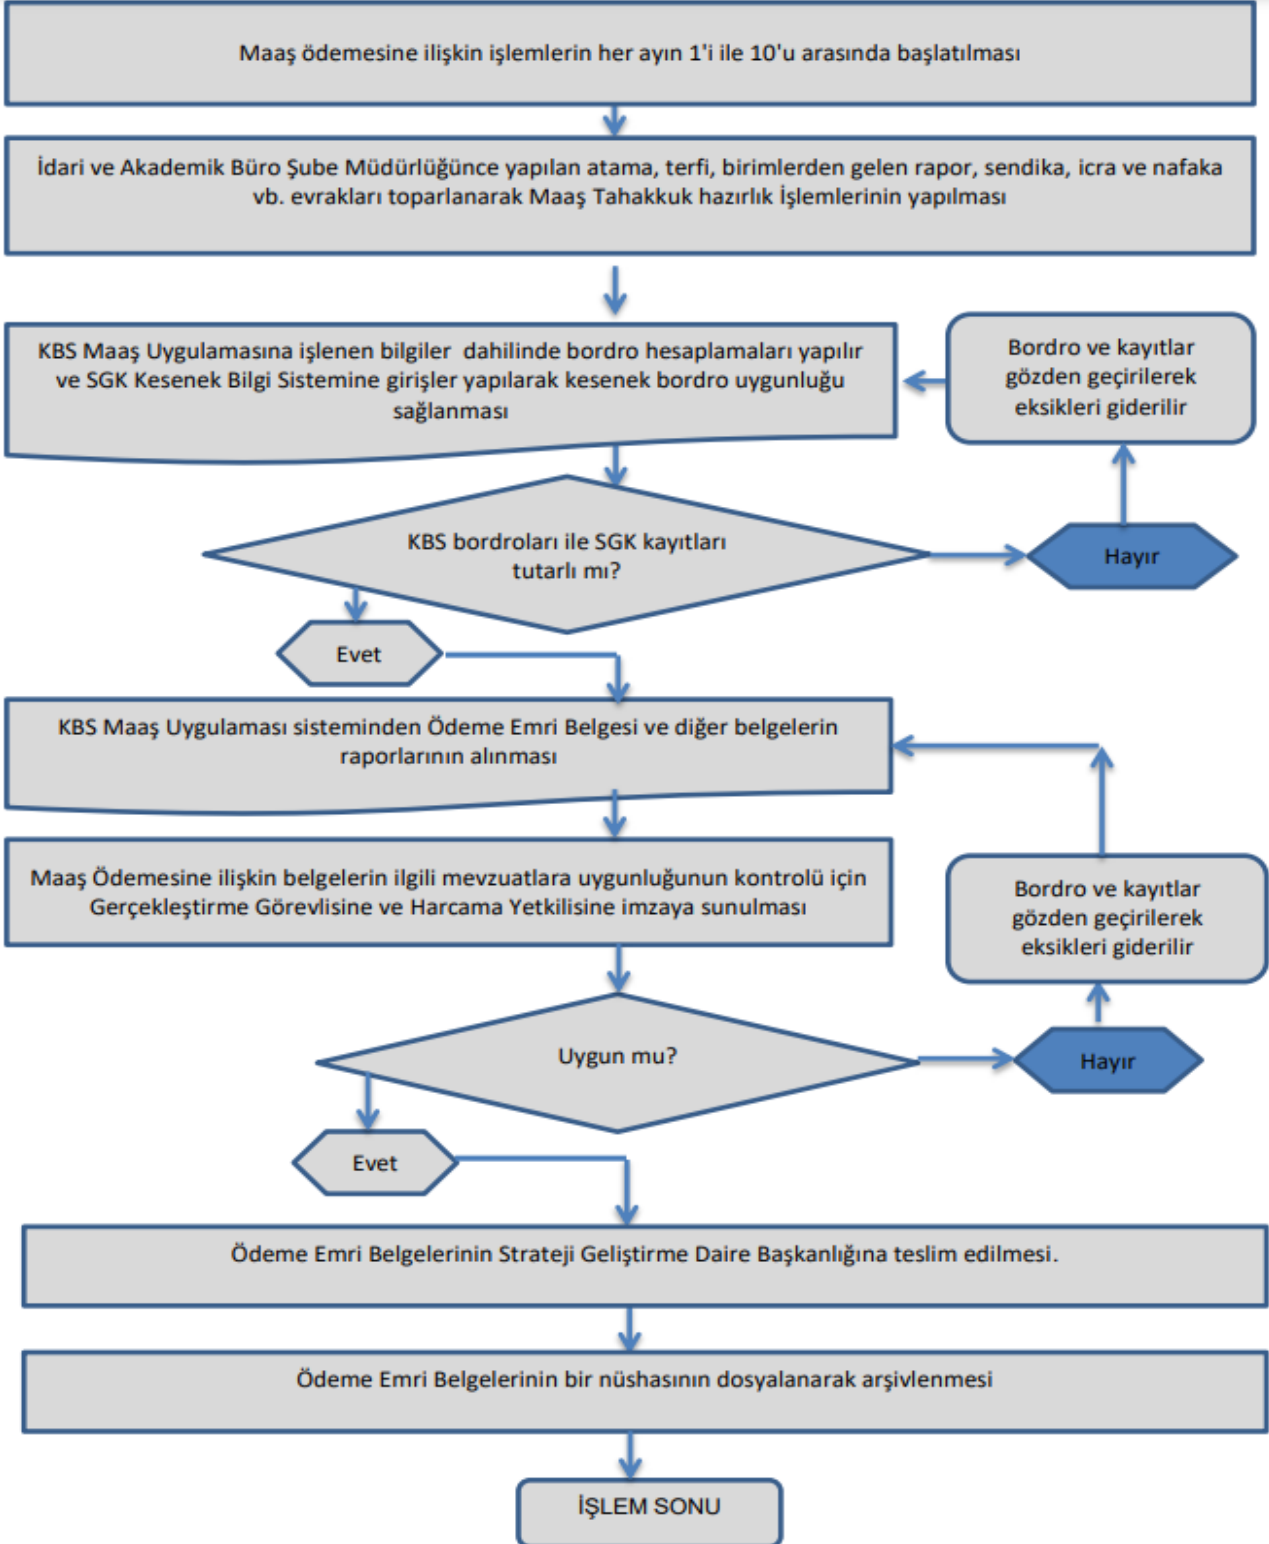 Maaş ödemesine ilişkin işlemlerin her ayın 1'i ile 10'u arasında başlatılması
İdari ve Akademik Büro Şube Müdürlüğünce yapılan atama, terfi, birimlerden gelen rapor, sendika, icra ve nafaka
vb. evrakları toparlanarak Maaş Tahakkuk hazırlık İşlemlerinin yapılması
KBS Maaş Uygulamasına işlenen bilgiler dahilinde bordro hesaplamaları yapılır
ve SGK Kesenek Bilgi Sistemine girişler yapılarak kesenek bordro uygunluğu
sağlanması
Bordro ve kayıtlar
gözden geçirilerek
eksikleri giderilir
KBS bordroları ile SGK kayıtları
tutarlı mı?
Hayır
Evet
KBS Maaş Uygulaması sisteminden Ödeme Emri Belgesi ve diğer belgelerin
raporlarının alınması
Maaş Ödemesine ilişkin belgelerin ilgili mevzuatlara uygunluğunun kontrolü için
Gerçekleştirme Görevlisine ve Harcama Yetkilisine imzaya sunulması
Bordro ve kayıtlar
gözden geçirilerek
eksikleri giderilir
Uygun mu?
Hayır
Evet
Ödeme Emri Belgelerinin Strateji Geliştirme Daire Başkanlığına teslim edilmesi.
Ödeme Emri Belgelerinin bir nüshasının dosyalanarak arşivlenmesi
İŞLEM SONU